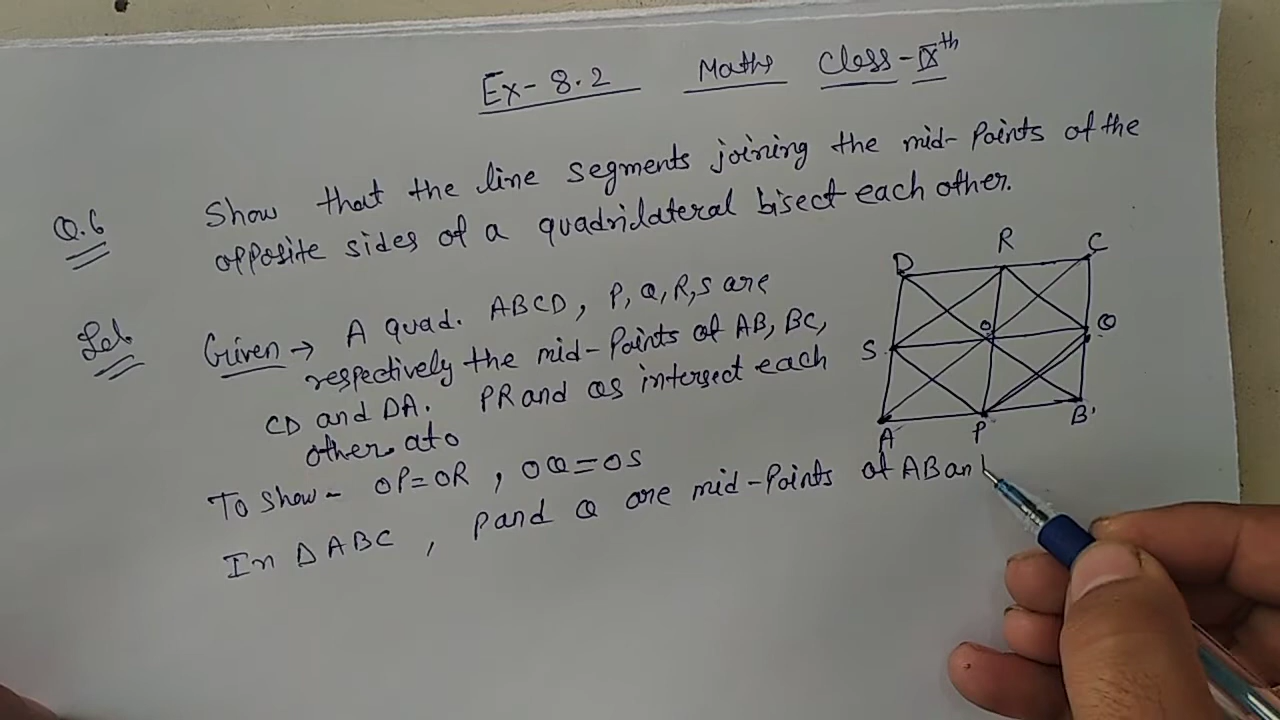 Ex-8.2 Maths Class-IXth
Q.6 Show that the line segments joining the mid-Points of the
opposite sides of a quadrilateral bisect each other.
Given → A quad. ABCD, P, Q, R, S are
respectively the mid-Points of AB, BC,
CD and DA. PR and QS intersect each
other at O
To show- OP=OR, OQ=OS
In ΔABC, P and Q are mid-Points of AB an
D R C
S O Q
A P B